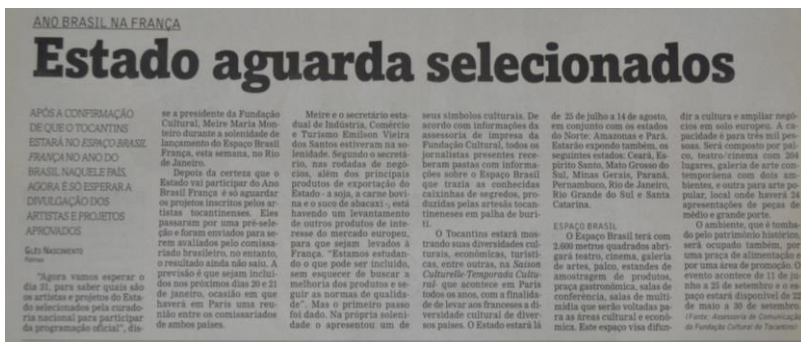 ANO BRASIL NA FRANÇA
Estado aguarda selecionados
APÓS A CONFIRMAÇÃO
DE QUE O TOCANTINS
ESTARÁ NO ESPAÇO BRASIL
FRANÇA NO ANO DO
BRASIL NAQUELE PAÍS,
AGORA É SÓ ESPERAR A
DIVULGAÇÃO DOS
ARTISTAS E PROJETOS
APROVADOS
GLÊS NASCIMENTO
Palmas
"Agora vamos esperar o
dia 31, para saber quais são
os artistas e projetos do Esta-
do selecionados pela curado-
ria nacional para participar
da programação oficial", dis-
se a presidente da Fundação
Cultural, Meire Maria Mon-
teiro durante a solenidade de
lançamento do Espaço Brasil
França, esta semana, no Rio
de Janeiro.
Depois da certeza que o
Estado vai participar do Ano
Brasil França é só aguardar
os projetos inscritos pelos ar-
tistas tocantinenses. Eles
passaram por uma pré-sele-
ção e foram enviados para se-
rem avaliados pelo comissa-
riado brasileiro, no entanto,
o resultado ainda não saiu. A
previsão é que sejam incluí-
dos nos próximos dias 20 e 21
de janeiro, ocasião em que
haverá em Paris uma reu-
nião entre os comissariados
de ambos países.
Meire e o secretário esta-
dual de Indústria, Comércio
e Turismo Emilson Vieira
dos Santos estiveram na so-
lenidade. Segundo o secretá-
rio, nas rodadas de negó-
cios, além dos principais
produtos de exportação do
Estado - a soja, a carne bovi-
na e o suco de abacaxi -, está
havendo um levantamento
de outros produtos de inte-
resse do mercado europeu,
para que sejam levados à
França. "Estamos estudan-
do o que pode ser incluído,
sem esquecer de buscar a
melhoria dos produtos e se-
guir as normas de qualida-
de". Mas o primeiro passo
foi dado. Na própria soleni-
dade o apresentou um de
seus símbolos culturais. De
acordo com informações da
assessoria de impresa da
Fundação Cultural, todos os
jornalistas presentes rece-
beram pastas com informa-
ções sobre o Espaço Brasil
que trazia as conhecidas
caixinhas de segredos, pro-
duzidas pelas artesãs tocan-
tineneses em palha de buri-
ti.
O Tocantins estará mos-
trando suas diversidades cul-
turais, econômicas, turísti-
cas, entre outras, na Saison
Culturelle-Temporada Cultu-
ral- que acontece em Paris
todos os anos, com a finalida-
de de levar aos franceses a di-
versidade cultural de diver-
sos países. O Estado estará lá
de 25 de julho a 14 de agosto,
em conjunto com os estados
do Norte: Amazonas e Pará.
Estarão expondo também, os
seguintes estados: Ceará, Es-
pírito Santo, Mato Grosso do
Sul, Minas Gerais, Paraná,
Pernambuco, Rio de Janeiro,
Rio Grande do Sul e Santa
Catarina.
ESPAÇO BRASIL
O Espaço Brasil terá com
2.600 metros quadrados abri-
gará teatro, cinema, galeria
de artes, palco, estandes de
amostragem de produtos,
praça gastronômica, salas de
conferência, salas de multi-
mídia que serão voltadas pa-
ra as áreas cultural e econô-
mica. Este espaço visa difun-
dir a cultura e ampliar negó-
cios em solo europeu. A ca-
pacidade é para três mil pes-
soas. Será composto por pal-
co, teatro/cinema com 206
lugares, galeria de arte con-
temporâena com dois am-
bientes, e outra para arte po-
pular, local onde haverá 24
apresentações de peças de
médio e grande porte.
O ambiente, que é tomba-
do pelo patrimônio histórico,
será ocupado também, por
uma praça de alimentação e
por uma área de promoção. O
evento acontece de 11 de ju-
nho a 25 de setembro e o es-
paço estará disponível de 23
de maio a 30 de setembro.
(Fonte: Assessoria de Comunicação
da Fundação Cultural do Tocantins)